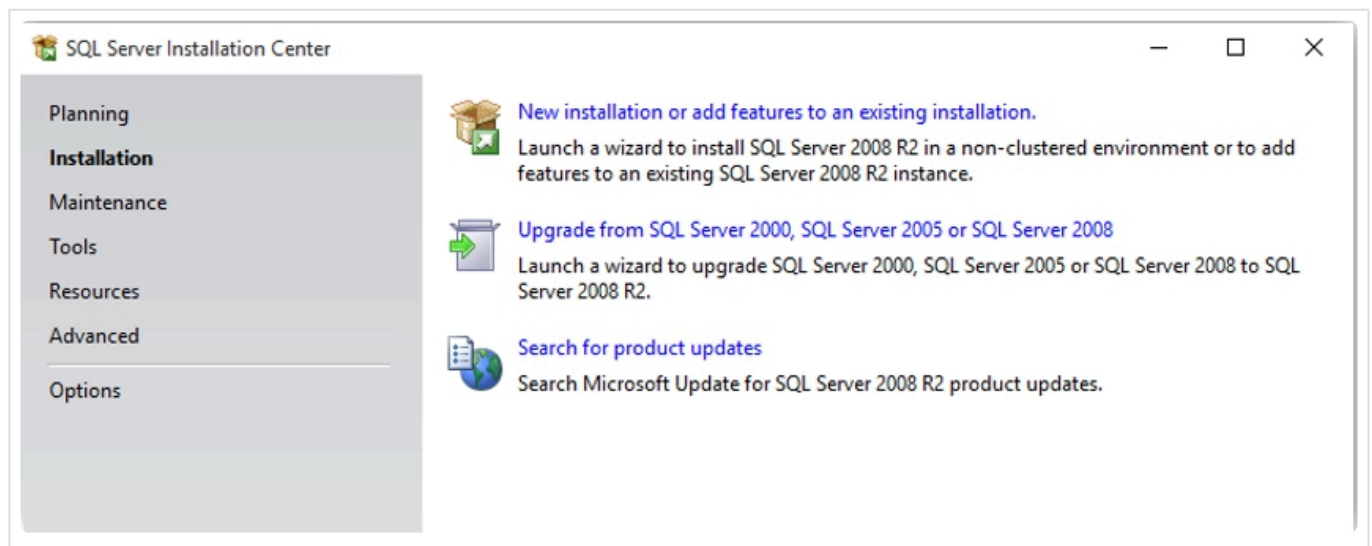 SQL Server Installation Center
Planning
Installation
Maintenance
Tools
Resources
Advanced
Options
New installation or add features to an existing installation.
Launch a wizard to install SQL Server 2008 R2 in a non-clustered environment or to add
features to an existing SQL Server 2008 R2 instance.
Upgrade from SQL Server 2000, SQL Server 2005 or SQL Server 2008
Launch a wizard to upgrade SQL Server 2000, SQL Server 2005 or SQL Server 2008 to SQL
Server 2008 R2.
Search for product updates
Search Microsoft Update for SQL Server 2008 R2 product updates.